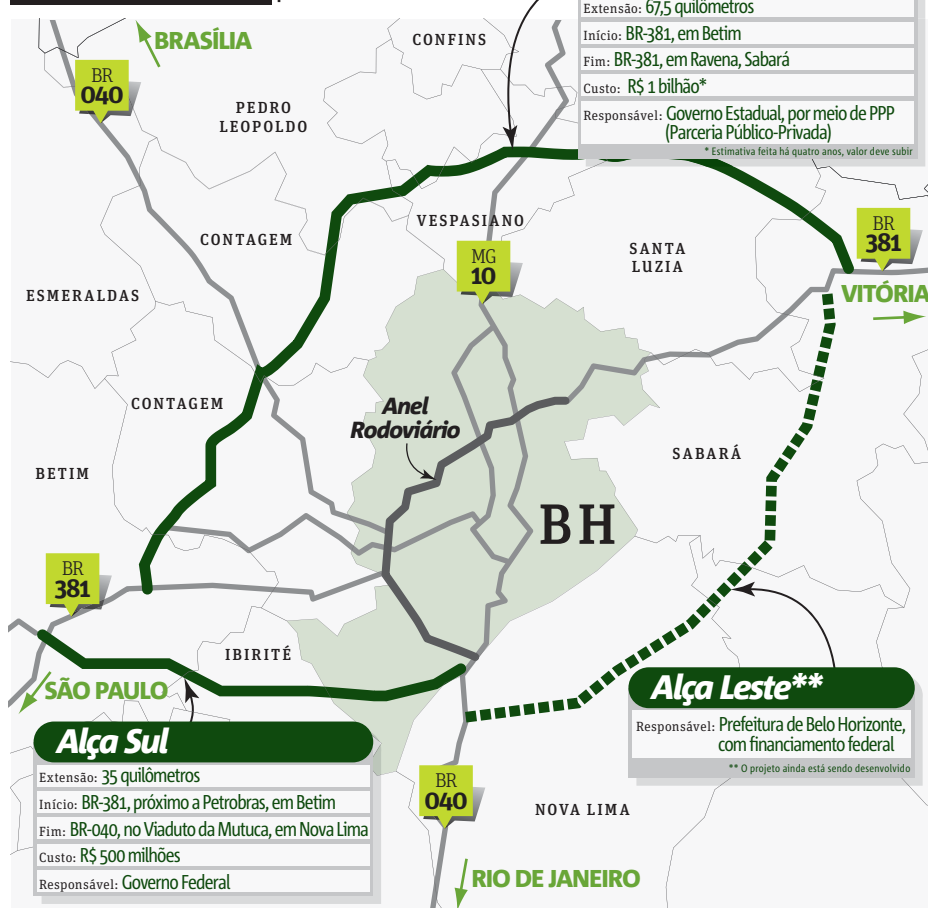 Extensão: 67,5 quilômetros
Início: BR-381, em Betim
Fim: BR-381, em Ravena, Sabará
Custo: R$ 1 bilhão*
Responsável: Governo Estadual, por meio de PPP
(Parceria Público-Privada)
* Estimativa feita há quatro anos, valor deve subir
BRASÍLIA
CONFINS
BR
040
PEDRO
LEOPOLDO
VESPASIANO
CONTAGEM
SANTA
LUZIA
BR
381
MG
10
ESMERALDAS
VITÓRIA
CONTAGEM
Anel
Rodoviário
BETIM
SABARÁ
BH
BR
381
IBIRITÉ
SÃO PAULO
Alça Leste**
Responsável: Prefeitura de Belo Horizonte,
com financiamento federal
** O projeto ainda está sendo desenvolvido
Alça Sul
Extensão: 35 quilômetros
Início: BR-381, próximo a Petrobras, em Betim
Fim: BR-040, no Viaduto da Mutuca, em Nova Lima
Custo: R$ 500 milhões
Responsável: Governo Federal
BR
040
NOVA LIMA
RIO DE JANEIRO